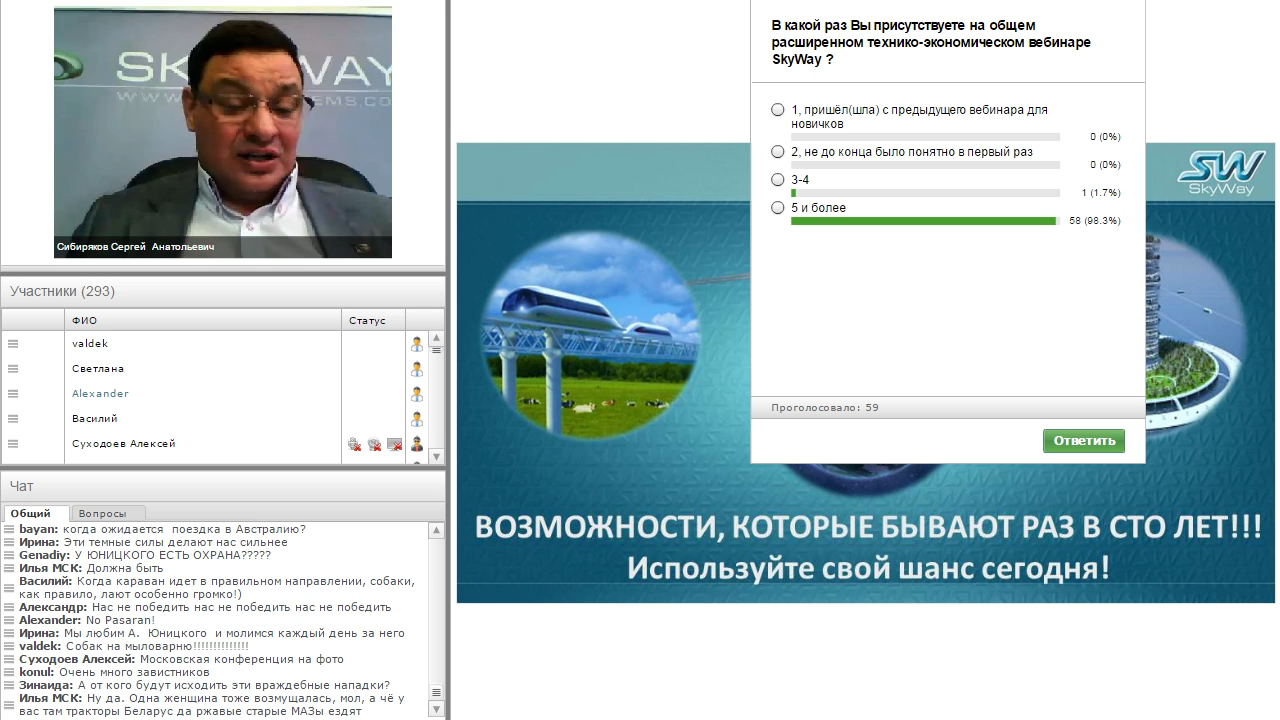 SKYWAY
Сибиряков Сергей Анатольевич
Участники (293)
ФИО
Статус
valdek
Светлана
Alexander
Василий
Суходоев Алексей
Чат
Общий
Вопросы
bayan: когда ожидается поездка в Австралию?
Ирина: Эти темные силы делают нас сильнее
Genadiy: У ЮНИЦКОГО ЕСТЬ ОХРАНА?????
Илья МСК: Должна быть
Василий: Когда караван идет в правильном направлении, собаки,
как правило, лают особенно громко!)
Александр: Нас не победить нас не победить нас не победить
Alexander: No Pasaran!
Ирина: Мы любим А. Юницкого и молимся каждый день за него
valdek: Собак на мыловарню!!!!!!!!!!!!!!
Суходоев Алексей: Московская конференция на фото
konul: Очень много завистников
Зинаида: А от кого будут исходить эти враждебные нападки?
Илья МСК: Ну да. Одна женщина тоже возмущалась, мол, а чё у
вас там тракторы Беларус да ржавые старые МАЗы ездят
В какой раз Вы присутствуете на общем
расширенном технико-экономическом вебинаре
SkyWay ?
1, пришёл(шла) с предыдущего вебинара для
новичков
0 (0%)
2, не до конца было понятно в первый раз
0 (0%)
3-4
1 (1.7%)
5 и более
58 (98.3%)
Проголосовало: 59
Ответить
SW
SkyWay
ВОЗМОЖНОСТИ, КОТОРЫЕ БЫВАЮТ РАЗ В СТО ЛЕТ!!!
Используйте свой шанс сегодня!